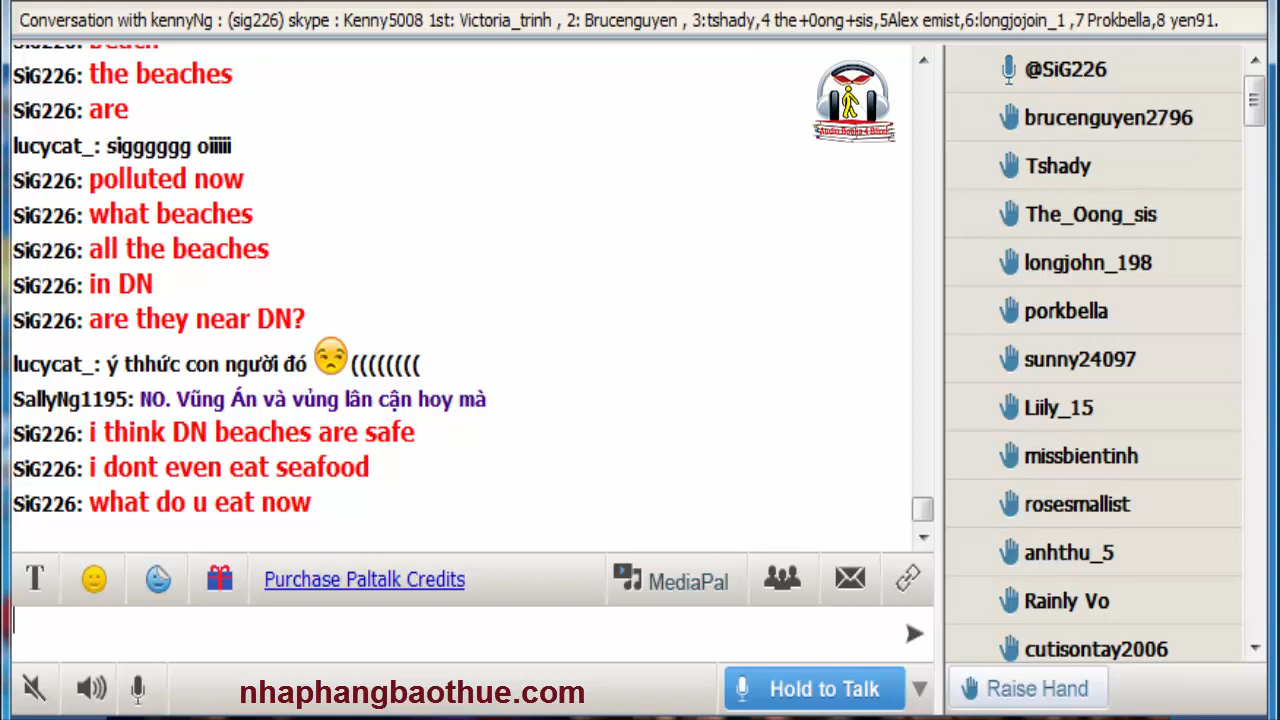 Conversation with kennyNg : (sig226) skype : Kenny5008 1st: Victoria_trinh , 2: Brucenguyen , 3:tshady,4 the+0ong+sis,5Alex emist,6:longjojoin_1 ,7 Prokbella,8 yen91.
SiG226: beach
SiG226: the beaches
SiG226: are
lucycat_: sigggggg oiiiii
SiG226: polluted now
SiG226: what beaches
SiG226: all the beaches
SiG226: in DN
SiG226: are they near DN?
lucycat_: ý thhức con người đó ((((((((
SallyNg1195: NO. Vũng Án và vủng lân cận hoy mà
SiG226: i think DN beaches are safe
SiG226: i dont even eat seafood
SiG226: what do u eat now
Audio Books 4 Blind
@SiG226
brucenguyen2796
Tshady
The_Oong_sis
longjohn_198
porkbella
sunny24097
Liily_15
missbientinh
rosesmallist
anhthu_5
Rainly Vo
cutisontay2006
T
Purchase Paltalk Credits
MediaPal
nhaphangbaothue.com
Hold to Talk
Raise Hand